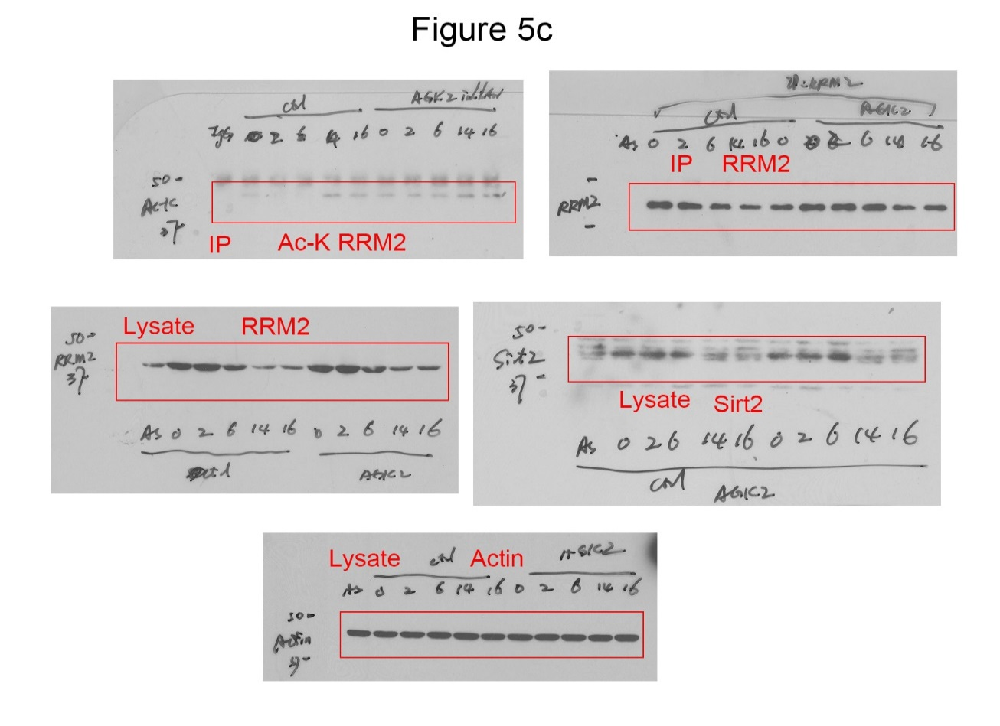 Figure 5c
Ctrl AGK2
IgG 2 6 16 0 2 6 14 16
50 -
Ac-K
37
IP Ac-K RRM2
IP: RRM2
Ctrl AGK2
As 0 2 6 14 16 0 6 14 16
IP RRM2
RRM2
Lysate RRM2
50 -
RRM2
37
As 0 2 6 14 16 0 2 6 14 16
Ctrl AGK2
50 -
Sirt2
37 -
Lysate Sirt2
As 0 2 6 14 16 0 2 6 14 16
Ctrl AGK2
Lysate Ctrl Actin AGK2
As 0 2 6 14 16 0 2 6 14 16
50 -
Actin
37 -